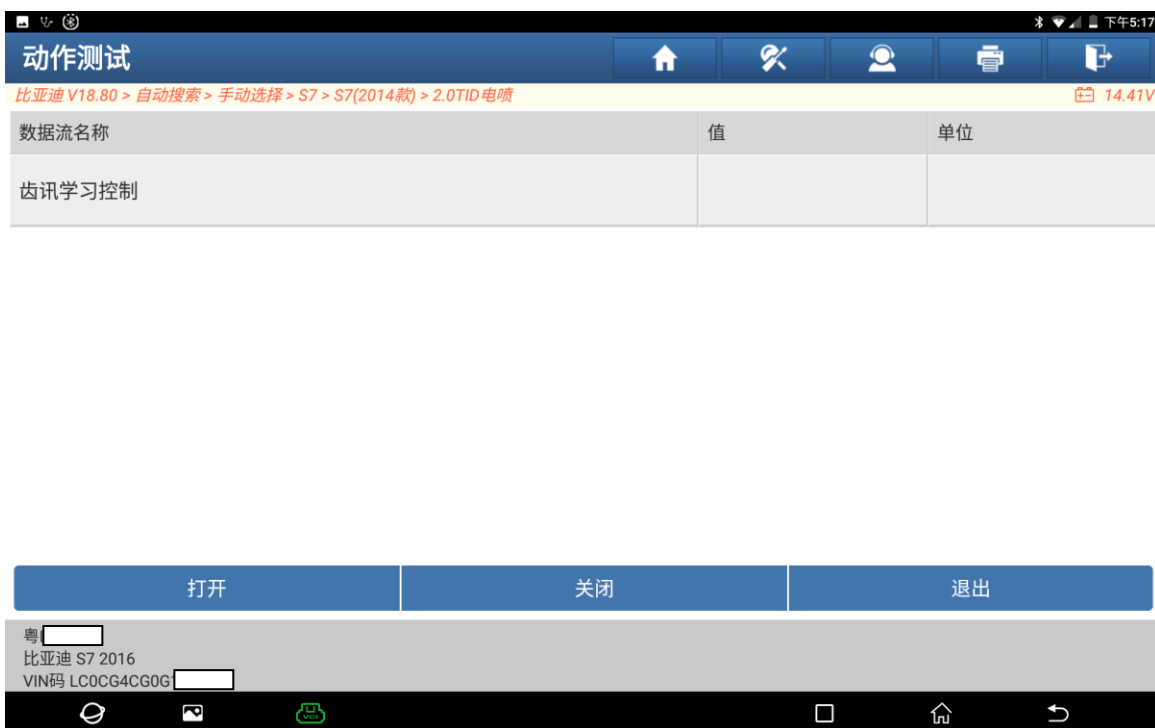 下午5:17
动作测试
比亚迪 V18.80 > 自动搜索 > 手动选择 > S7 > S7(2014款) > 2.0TID电喷 14.41V
数据流名称 值 单位
齿讯学习控制
打开 关闭 退出
粤
比亚迪 S7 2016
VIN码 LC0CG4CG0G
VCI